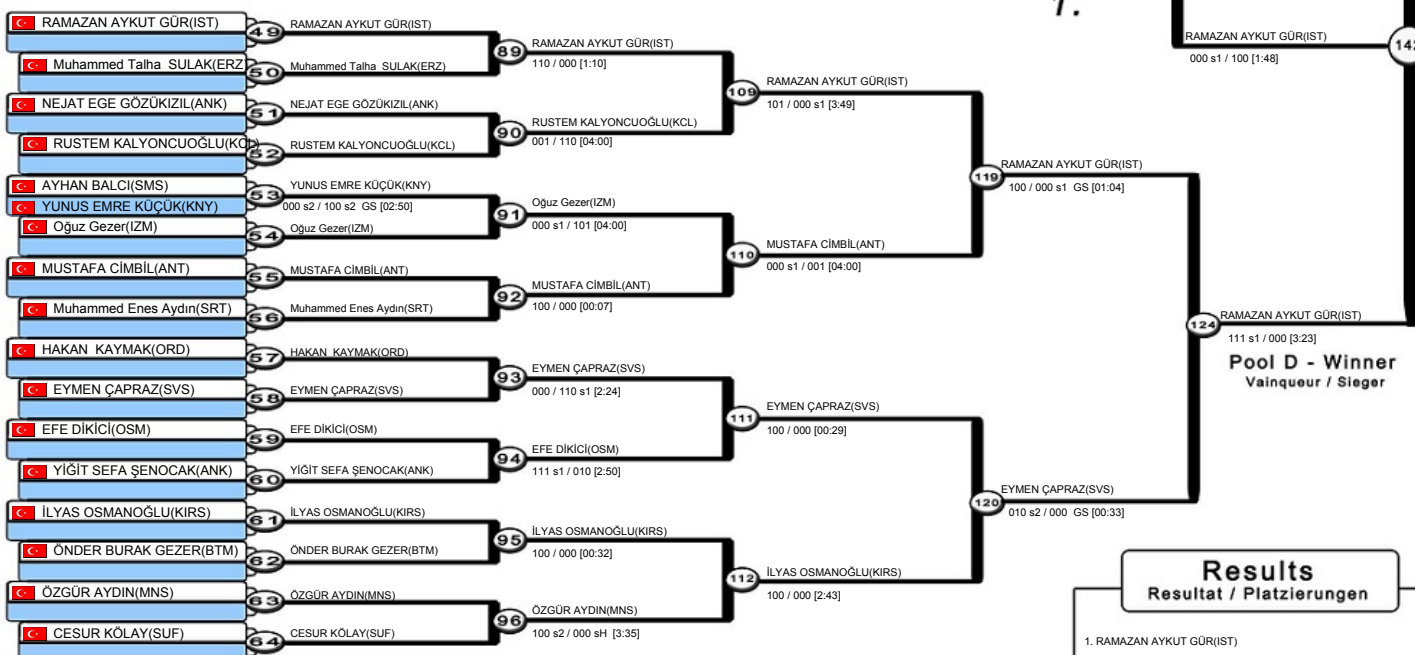 1.
RAMAZAN AYKUT GÜR(IST)
000 s1 / 100 [1:48]
142
RAMAZAN AYKUT GÜR(IST)
Muhammed Talha SULAK(ERZ)
NEJAT EGE GÖZÜKIZIL(ANK)
RUSTEM KALYONCUOĞLU(KCL)
AYHAN BALCI(SMS)
YUNUS EMRE KÜÇÜK(KNY)
Oğuz Gezer(IZM)
MUSTAFA CİMBİL(ANT)
Muhammed Enes Aydın(SRT)
HAKAN KAYMAK(ORD)
EYMEN ÇAPRAZ(SVS)
EFE DİKİCİ(OSM)
YİĞİT SEFA ŞENOCAK(ANK)
İLYAS OSMANOĞLU(KIRS)
ÖNDER BURAK GEZER(BTM)
ÖZGÜR AYDIN(MNS)
CESUR KÖLAY(SUF)
49 RAMAZAN AYKUT GÜR(IST)
50 Muhammed Talha SULAK(ERZ)
51 NEJAT EGE GÖZÜKIZIL(ANK)
52 RUSTEM KALYONCUOĞLU(KCL)
53 YUNUS EMRE KÜÇÜK(KNY)
000 s2 / 100 s2 GS [02:50]
54 Oğuz Gezer(IZM)
55 MUSTAFA CİMBİL(ANT)
56 Muhammed Enes Aydın(SRT)
57 HAKAN KAYMAK(ORD)
58 EYMEN ÇAPRAZ(SVS)
59 EFE DİKİCİ(OSM)
60 YİĞİT SEFA ŞENOCAK(ANK)
61 İLYAS OSMANOĞLU(KIRS)
62 ÖNDER BURAK GEZER(BTM)
63 ÖZGÜR AYDIN(MNS)
64 CESUR KÖLAY(SUF)
89 RAMAZAN AYKUT GÜR(IST)
110 / 000 [1:10]
90 RUSTEM KALYONCUOĞLU(KCL)
001 / 110 [04:00]
91 Oğuz Gezer(IZM)
000 s1 / 101 [04:00]
92 MUSTAFA CİMBİL(ANT)
100 / 000 [00:07]
93 EYMEN ÇAPRAZ(SVS)
000 / 110 s1 [2:24]
94 EFE DİKİCİ(OSM)
111 s1 / 010 [2:50]
95 İLYAS OSMANOĞLU(KIRS)
100 / 000 [00:32]
96 ÖZGÜR AYDIN(MNS)
100 s2 / 000 sH [3:35]
109 RAMAZAN AYKUT GÜR(IST)
101 / 000 s1 [3:49]
110 MUSTAFA CİMBİL(ANT)
000 s1 / 001 [04:00]
111 EYMEN ÇAPRAZ(SVS)
100 / 000 [00:29]
112 İLYAS OSMANOĞLU(KIRS)
100 / 000 [2:43]
119 RAMAZAN AYKUT GÜR(IST)
100 / 000 s1 GS [01:04]
120 EYMEN ÇAPRAZ(SVS)
010 s2 / 000 GS [00:33]
124 RAMAZAN AYKUT GÜR(IST)
111 s1 / 000 [3:23]
Pool D - Winner
Vainqueur / Sieger
Results
Resultat / Platzierungen
1. RAMAZAN AYKUT GÜR(IST)